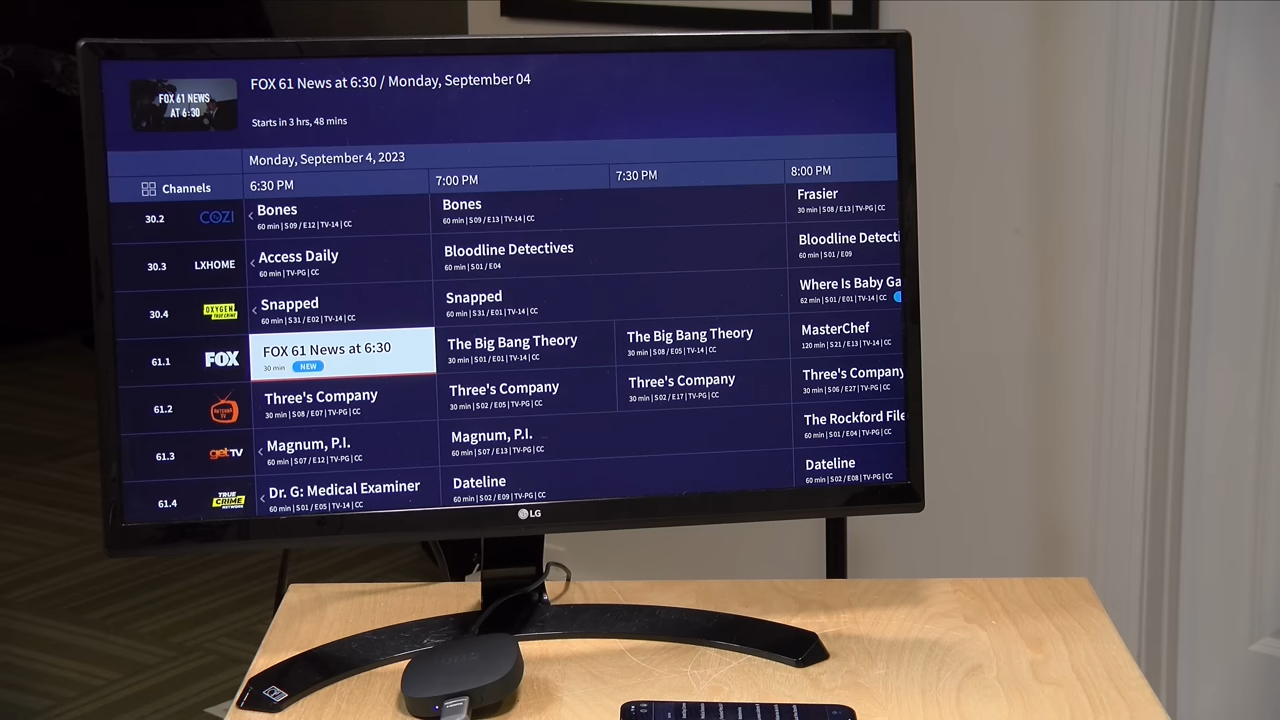 FOX 61 NEWS
AT 6:30
FOX 61 News at 6:30 / Monday, September 04
Starts in 3 hrs, 48 mins
Monday, September 4, 2023
Channels
6:30 PM
7:00 PM
7:30 PM
8:00 PM
30.2
COZI
Bones
60 min | S09 / E12 | TV-14 | CC
Bones
60 min | S09 / E13 | TV-14 | CC
Frasier
30 min | S08 / E13 | TV-PG | CC
30.3
LXHOME
Access Daily
60 min | TV-PG | CC
Bloodline Detectives
60 min | S01 / E04
Bloodline Detecti
60 min | S01 / E09
30.4
OXYGEN
TRUE CRIME
Snapped
60 min | S31 / E02 | TV-14 | CC
Snapped
60 min | S31 / E01 | TV-14 | CC
Where Is Baby Ga
62 min | S01 / E01 | TV-14 | CC
61.1
FOX
FOX 61 News at 6:30
30 min NEW
The Big Bang Theory
30 min | S01 / E01 | TV-14 | CC
The Big Bang Theory
30 min | S08 / E05 | TV-14 | CC
MasterChef
120 min | S21 / E13 | TV-14 | CC
61.2
ANTENNA
TV
Three's Company
30 min | S08 / E07 | TV-PG | CC
Three's Company
30 min | S02 / E05 | TV-PG | CC
Three's Company
30 min | S02 / E17 | TV-PG | CC
Three's Company
30 min | S06 / E27 | TV-PG | CC
61.3
getTV
Magnum, P.I.
60 min | S07 / E12 | TV-PG | CC
Magnum, P.I.
60 min | S07 / E13 | TV-PG | CC
The Rockford File
60 min | S01 / E04 | TV-PG | CC
61.4
TRUE
CRIME
NETWORK
Dr. G: Medical Examiner
60 min | S01 / E05 | TV-14 | CC
Dateline
60 min | S02 / E09 | TV-PG | CC
Dateline
60 min | S02 / E08 | TV-PG | CC
LG